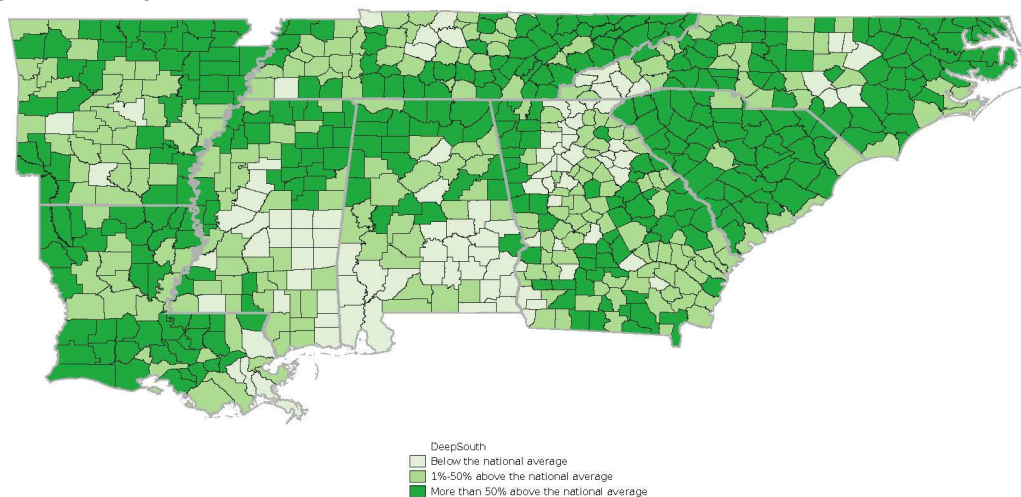 DeepSouth
Below the national average
1%-50% above the national average
More than 50% above the national average